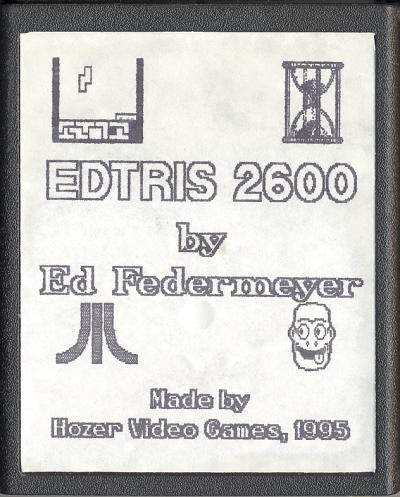 EDTRIS 2600
by
Ed Federmeyer
Made by
Hozer Video Games, 1995